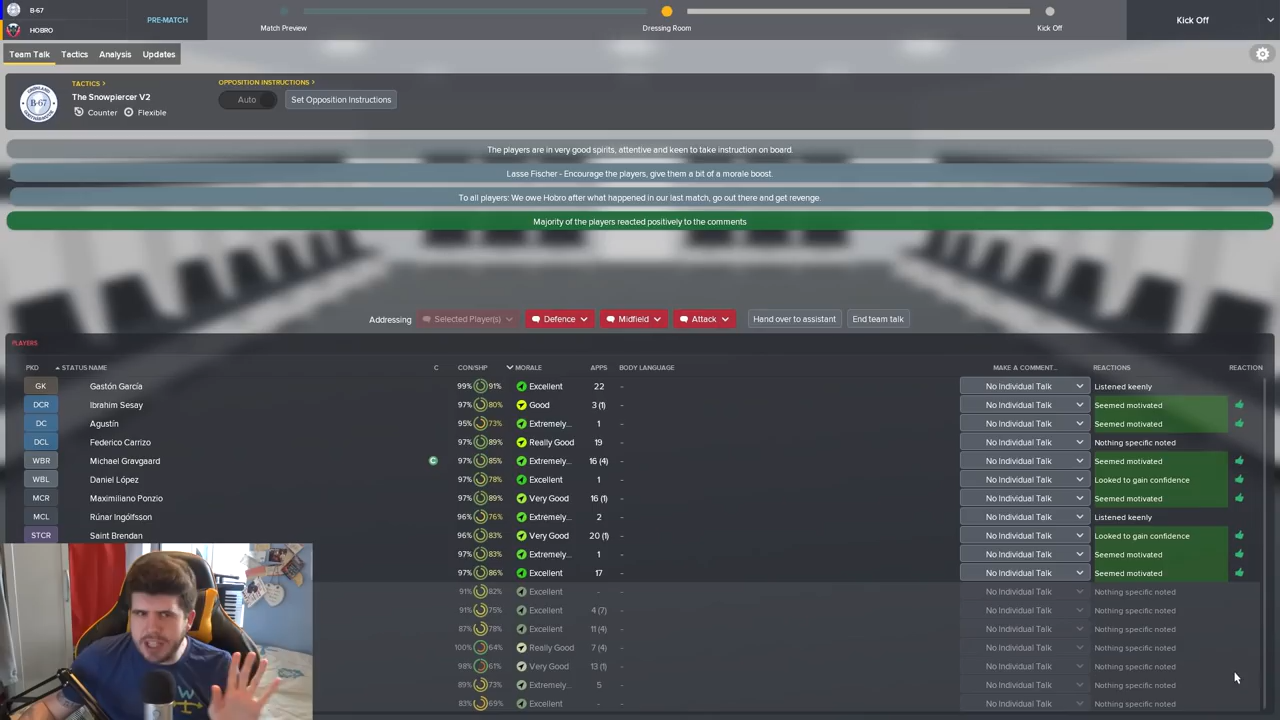 B-67
HOBRO
PRE-MATCH
Match Preview
Dressing Room
Kick Off
Kick Off
Team Talk Tactics Analysis Updates
B-67
TACTICS >
The Snowpiercer V2
Counter Flexible
OPPOSITION INSTRUCTIONS >
Auto Set Opposition Instructions
The players are in very good spirits, attentive and keen to take instruction on board.
Lasse Fischer - Encourage the players, give them a bit of a morale boost.
To all players: We owe Hobro after what happened in our last match, go out there and get revenge.
Majority of the players reacted positively to the comments
Addressing Selected Player(s) Defence Midfield Attack Hand over to assistant End team talk
PLAYERS
PKD STATUS NAME C CON/SHP MORALE APPS BODY LANGUAGE MAKE A COMMENT... REACTIONS REACTION
GK Gastón García 99% 91% Excellent 22 - No Individual Talk Listened keenly
DCR Ibrahim Sesay 97% 80% Good 3 (1) - No Individual Talk Seemed motivated
DC Agustín 95% 73% Extremely... 1 - No Individual Talk Seemed motivated
DCL Federico Carrizo 97% 89% Really Good 19 - No Individual Talk Nothing specific noted
WBR Michael Gravgaard C 97% 85% Extremely... 16 (4) - No Individual Talk Seemed motivated
WBL Daniel López 97% 78% Excellent 1 - No Individual Talk Looked to gain confidence
MCR Maximiliano Ponzio 97% 89% Very Good 16 (1) - No Individual Talk Seemed motivated
MCL Rúnar Ingólfsson 96% 76% Extremely... 2 - No Individual Talk Listened keenly
STCR Saint Brendan 96% 83% Very Good 20 (1) - No Individual Talk Looked to gain confidence
97% 83% Extremely... 1 - No Individual Talk Seemed motivated
97% 86% Excellent 17 - No Individual Talk Seemed motivated
91% 82% Excellent - - No Individual Talk Nothing specific noted
91% 75% Excellent 4 (7) - No Individual Talk Nothing specific noted
87% 78% Excellent 11 (4) - No Individual Talk Nothing specific noted
100% 64% Really Good 7 (4) - No Individual Talk Nothing specific noted
98% 61% Very Good 13 (1) - No Individual Talk Nothing specific noted
89% 73% Extremely... 5 - No Individual Talk Nothing specific noted
83% 69% Excellent - - No Individual Talk Nothing specific noted